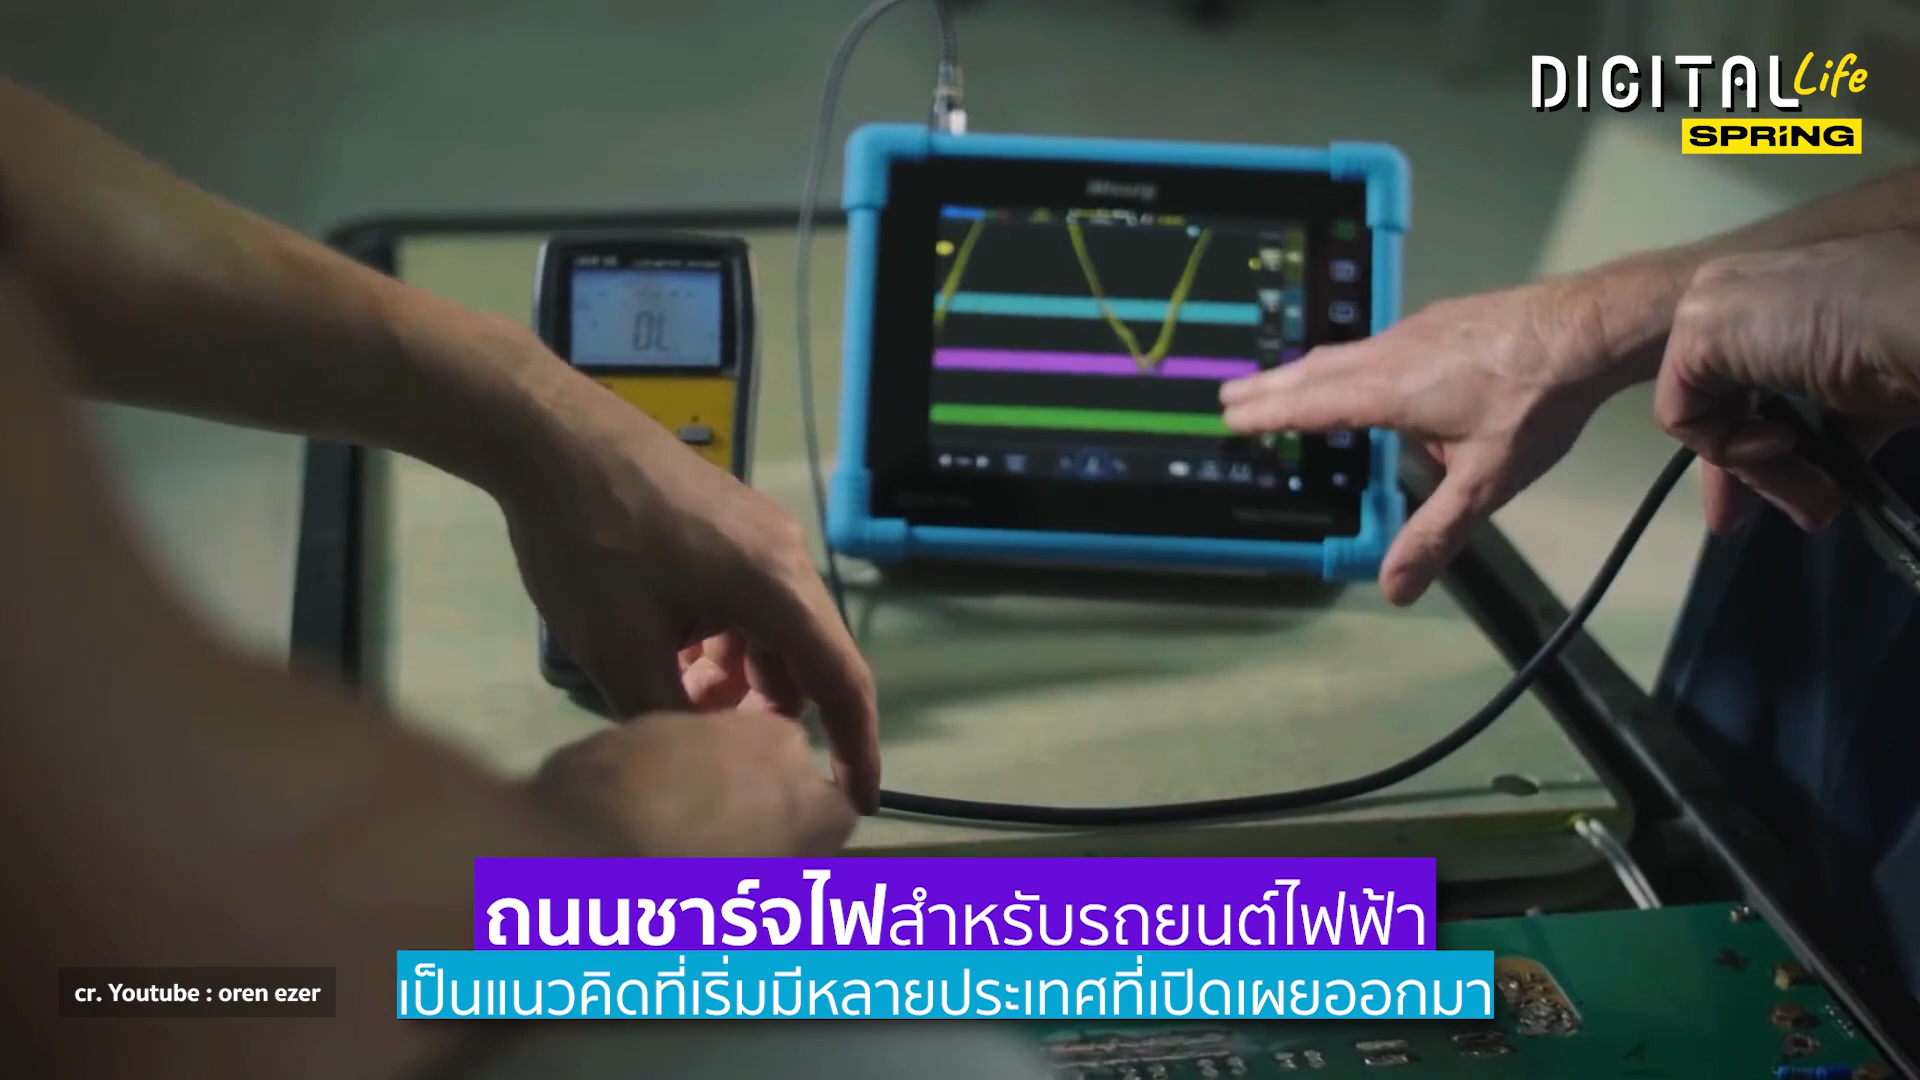 DIGITAL Life
SPRiNG
OL
ถนนชาร์จไฟสำหรับรถยนต์ไฟฟ้า
เป็นแนวคิดที่เริ่มมีหลายประเทศที่เปิดเผยออกมา
cr. Youtube : oren ezer